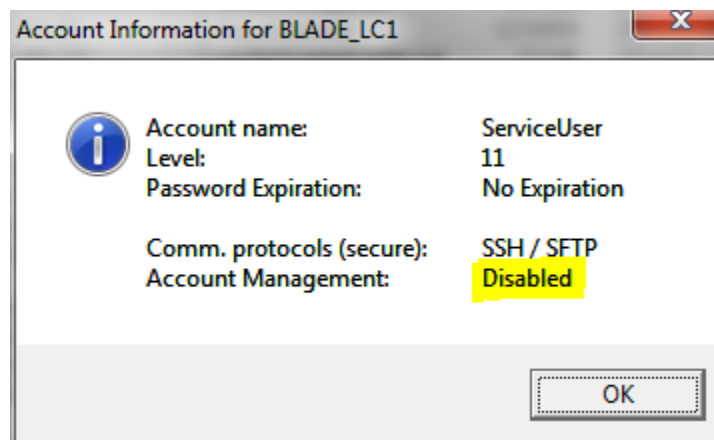 Account Information for BLADE_LC1
Account name: ServiceUser
Level: 11
Password Expiration: No Expiration
Comm. protocols (secure): SSH / SFTP
Account Management: Disabled
OK